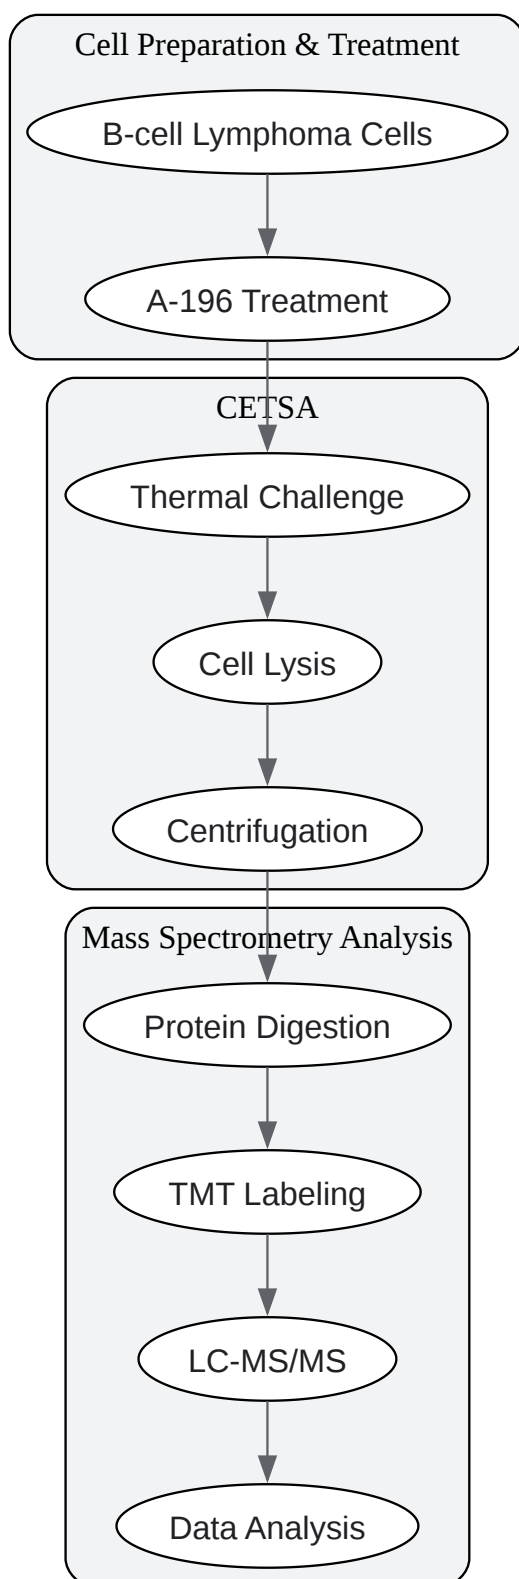 Cell Preparation & Treatment
B-cell Lymphoma Cells
A-196 Treatment
CETSA
Thermal Challenge
Cell Lysis
Centrifugation
Mass Spectrometry Analysis
Protein Digestion
TMT Labeling
LC-MS/MS
Data Analysis